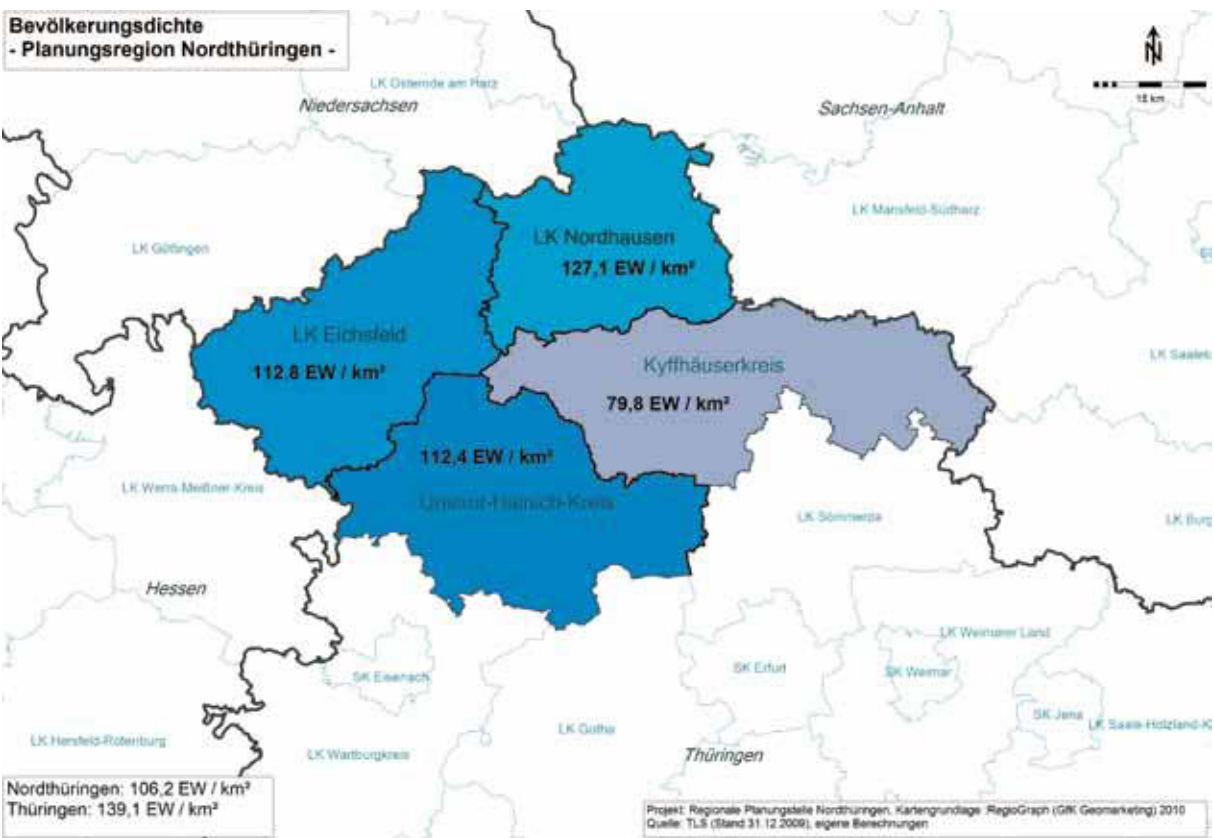 Bevölkerungsdichte
- Planungsregion Nordthüringen -
LK Osterode am Harz
Niedersachsen
Sachsen-Anhalt
N
15 km
LK Göttingen
LK Mansfeld-Südharz
LK Nordhausen
127,1 EW / km²
LK Eichsfeld
112,8 EW / km²
Kyffhäuserkreis
79,8 EW / km²
LK Saalek
112,4 EW / km²
Unstrut-Hainich-Kreis
LK Werra-Meißner-Kreis
LK Sömmerda
LK Burg
Hessen
LK Weimarer Land
SK Eisenach
SK Erfurt
SK Weimar
SK Jena
LK Saale-Holzland-K
LK Hersfeld-Rotenburg
LK Wartburgkreis
LK Gotha
Thüringen
Nordthüringen: 106,2 EW / km²
Thüringen: 139,1 EW / km²
Projekt: Regionale Planungstelle Nordthüringen, Kartengrundlage :RegioGraph (GfK Geomarketing) 2010
Quelle: TLS (Stand 31.12.2009), eigene Berechnungen